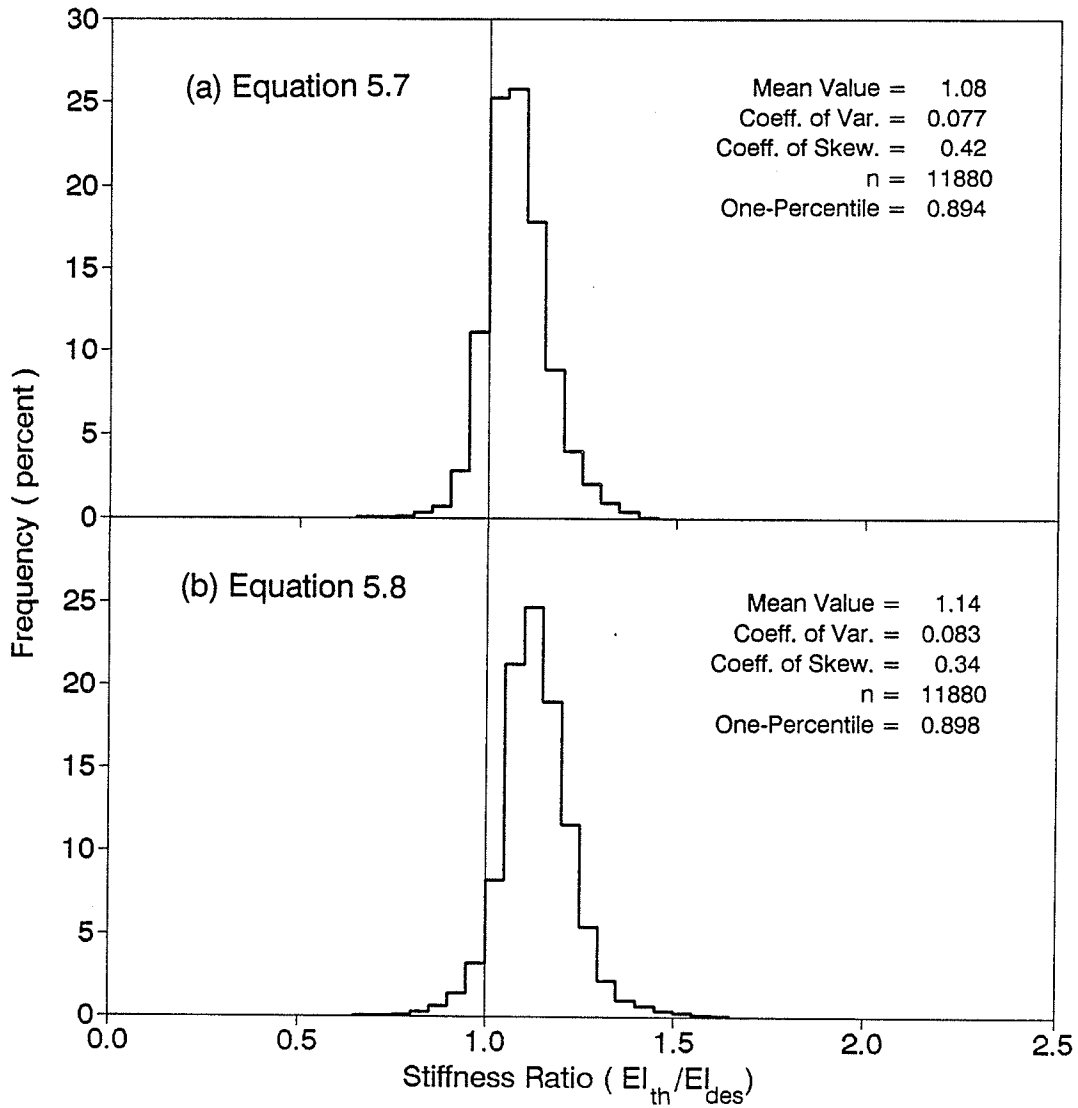 30
25
20
15
10
5
0
(a) Equation 5.7
Mean Value = 1.08
Coeff. of Var. = 0.077
Coeff. of Skew. = 0.42
n = 11880
One-Percentile = 0.894
Frequency ( percent )
25
20
15
10
5
0
(b) Equation 5.8
Mean Value = 1.14
Coeff. of Var. = 0.083
Coeff. of Skew. = 0.34
n = 11880
One-Percentile = 0.898
0.0 0.5 1.0 1.5 2.0 2.5
Stiffness Ratio ( EI_th/EI_des)